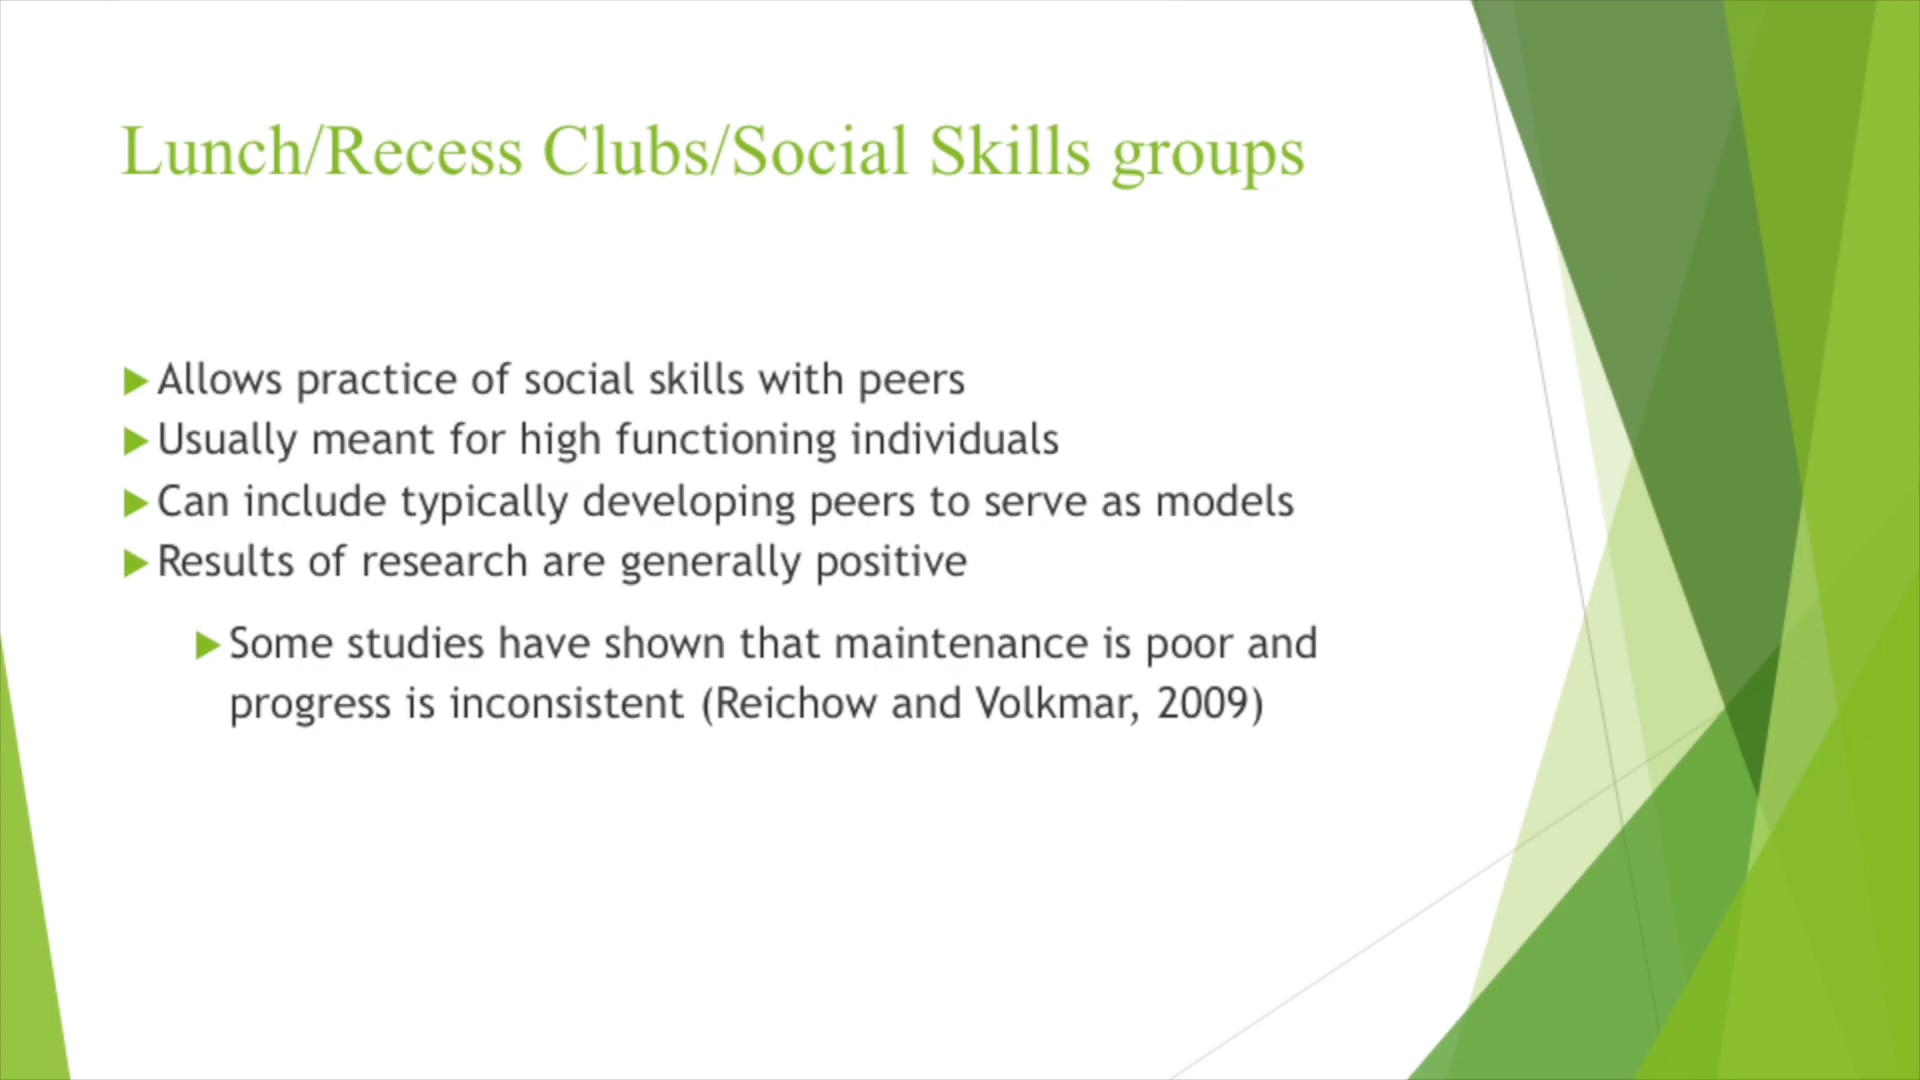 Lunch/Recess Clubs/Social Skills groups
Allows practice of social skills with peers
Usually meant for high functioning individuals
Can include typically developing peers to serve as models
Results of research are generally positive
Some studies have shown that maintenance is poor and
progress is inconsistent (Reichow and Volkmar, 2009)